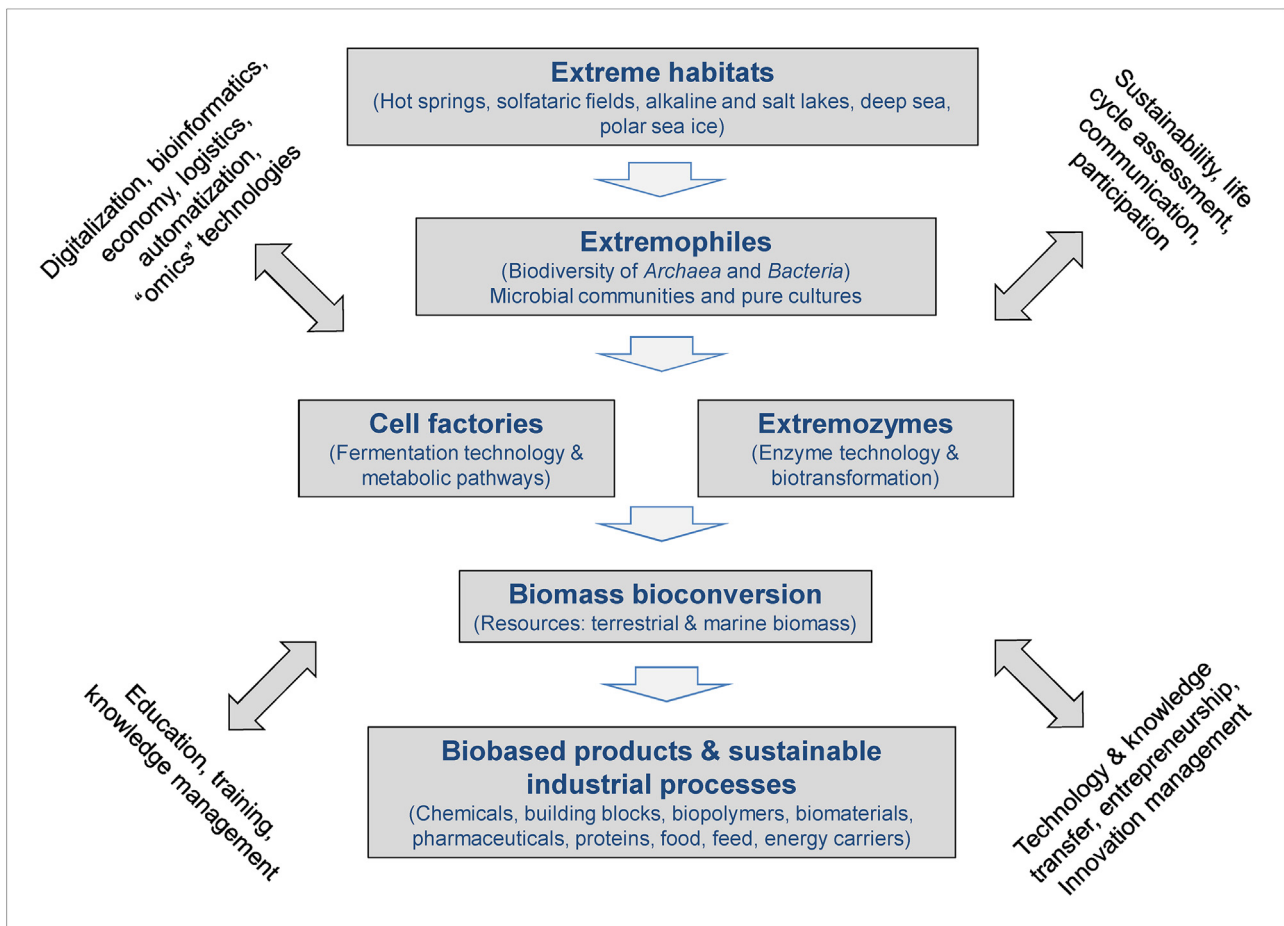 Extreme habitats
(Hot springs, solfataric fields, alkaline and salt lakes, deep sea,
polar sea ice)
Digitalization, bioinformatics,
economy, logistics,
automatization,
“omics” technologies
Sustainability, life
cycle assessment,
communication,
participation
Extremophiles
(Biodiversity of Archaea and Bacteria)
Microbial communities and pure cultures
Cell factories
(Fermentation technology &
metabolic pathways)
Extremozymes
(Enzyme technology &
biotransformation)
Biomass bioconversion
(Resources: terrestrial & marine biomass)
Education, training,
knowledge management
Technology & knowledge
transfer, entrepreneurship,
Innovation management
Biobased products & sustainable
industrial processes
(Chemicals, building blocks, biopolymers, biomaterials,
pharmaceuticals, proteins, food, feed, energy carriers)